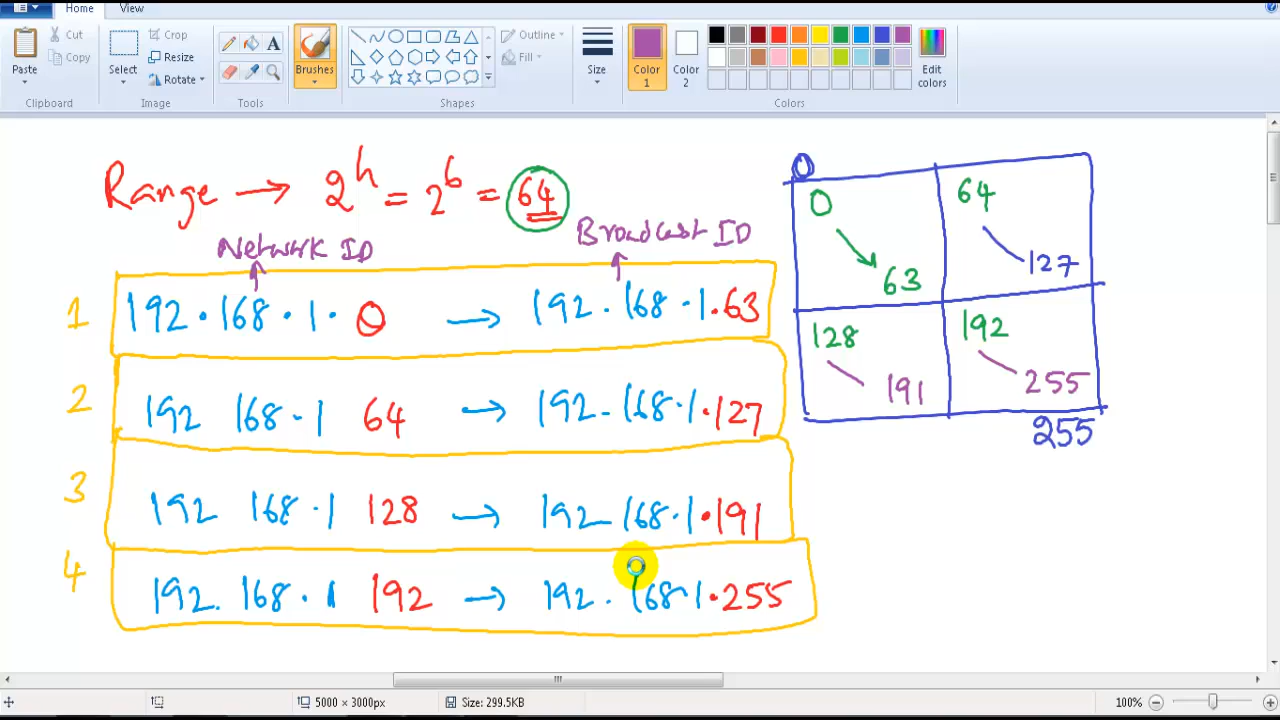 Home View
Paste Cut Copy Clipboard
Select Crop Resize Rotate Image
A Tools
Brushes
Outline Fill Shapes
Size
Color 1 Color 2 Edit colors Colors
Range → 2^h = 2^6 = 64
Network ID Broadcast ID
1 192.168.1.0 → 192.168.1.63
2 192 168.1 64 → 192.168.1.127
3 192 168.1 128 → 192.168.1.191
4 192.168.1 192 → 192.168.1.255
0
0 63 64 127
128 191 192 255
255
5000 × 3000px Size: 299.5KB 100%